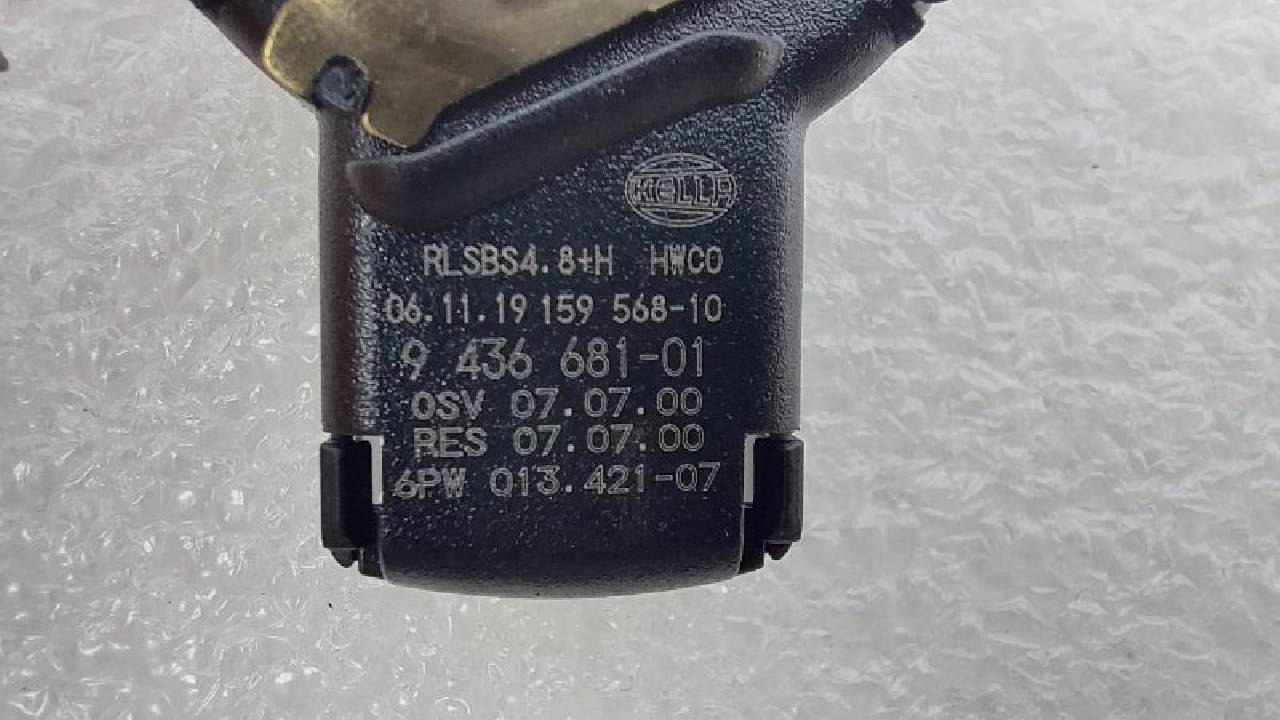 HELLA
RLSBS4.8+H HWCO
06.11.19 159 568-10
9 436 681-01
OSV 07.07.00
RES 07.07.00
6PW 013.421-07